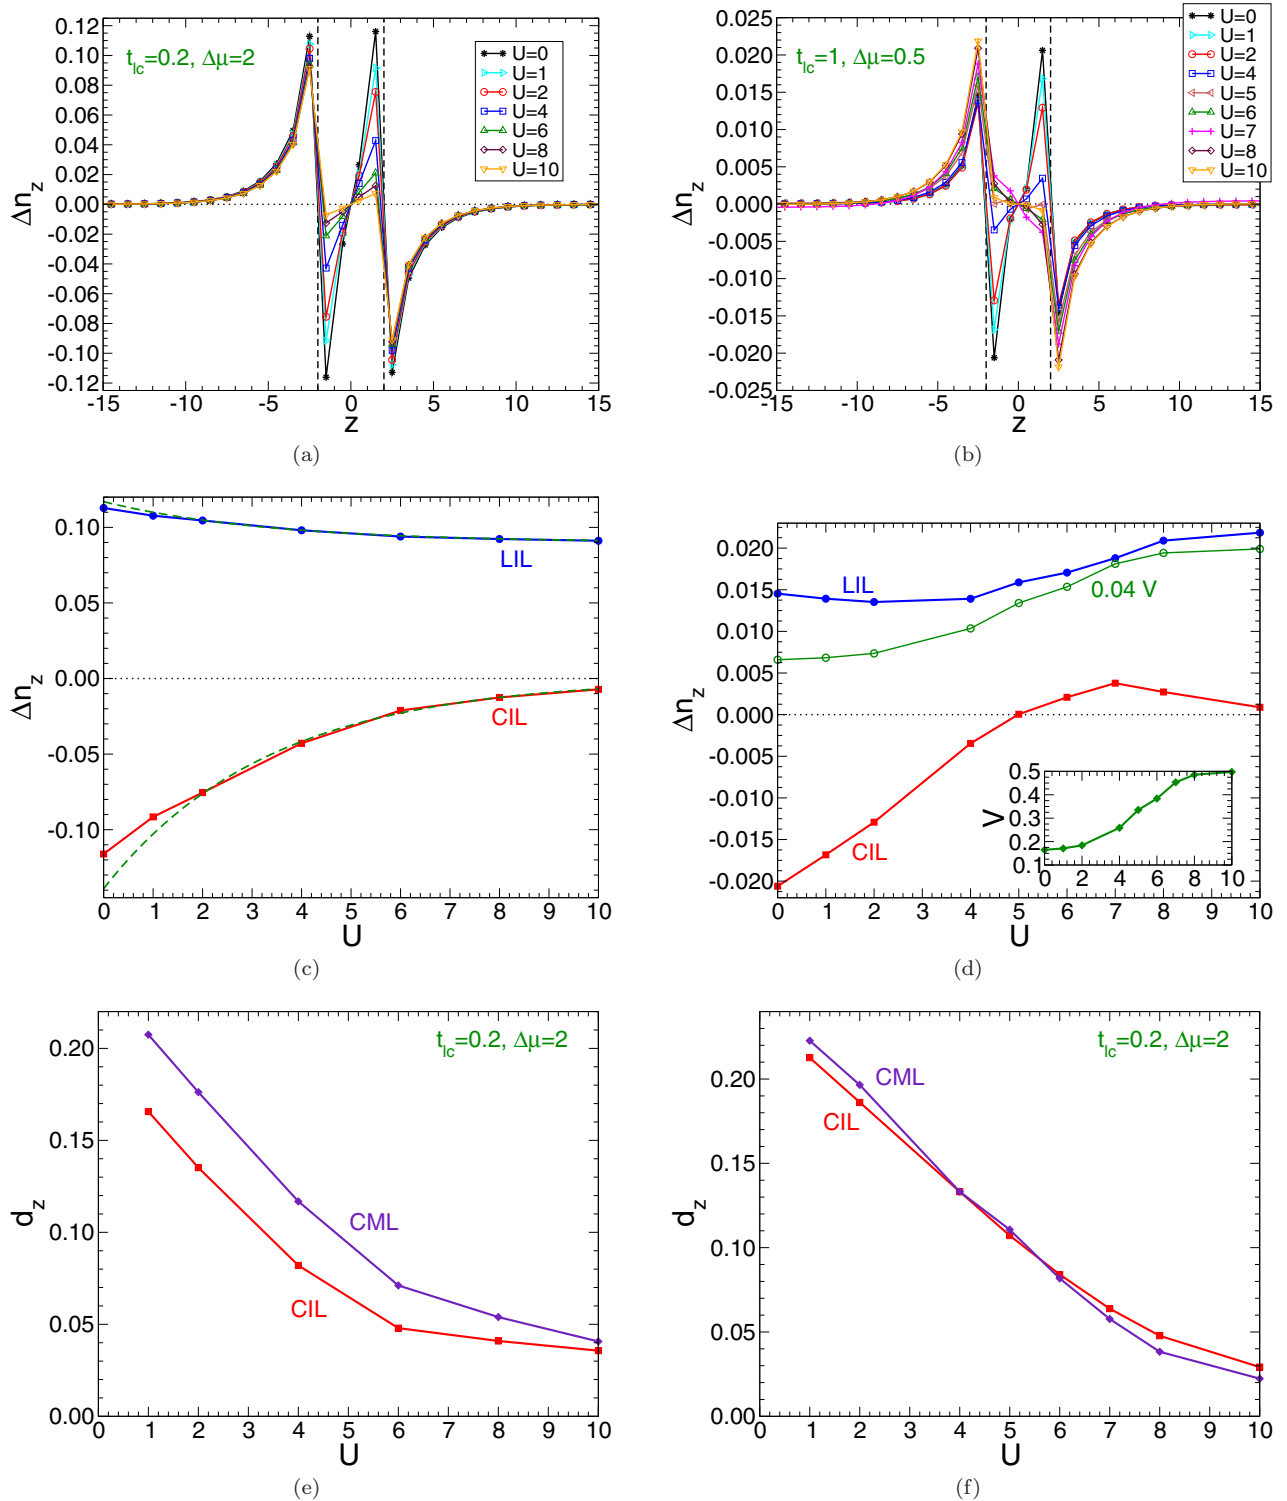 0.12
0.10
0.08
0.06
0.04
0.02
0.00
-0.02
-0.04
-0.06
-0.08
-0.10
-0.12
Δn_z
t_lc=0.2, Δμ=2
U=0
U=1
U=2
U=4
U=6
U=8
U=10
-15 -10 -5 0 5 10 15
z
(a)
0.025
0.020
0.015
0.010
0.005
0.000
-0.005
-0.010
-0.015
-0.020
-0.025
Δn_z
t_lc=1, Δμ=0.5
U=0
U=1
U=2
U=4
U=5
U=6
U=7
U=8
U=10
-15 -10 -5 0 5 10 15
z
(b)
0.10
0.05
0.00
-0.05
-0.10
Δn_z
LIL
CIL
0 1 2 3 4 5 6 7 8 9 10
U
(c)
0.020
0.015
0.010
0.005
0.000
-0.005
-0.010
-0.015
-0.020
Δn_z
LIL
0.04 V
CIL
0.5
0.4
0.3
0.2
0.1
V
0 2 4 6 8 10
0 1 2 3 4 5 6 7 8 9 10
U
(d)
0.20
0.15
0.10
0.05
0.00
d_z
t_lc=0.2, Δμ=2
CML
CIL
0 1 2 3 4 5 6 7 8 9 10
U
(e)
0.20
0.15
0.10
0.05
0.00
d_z
t_lc=0.2, Δμ=2
CML
CIL
0 1 2 3 4 5 6 7 8 9 10
U
(f)